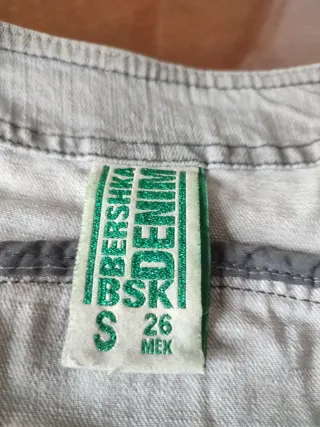 BERSHKA
DENIM
BSK
S 26
MEX